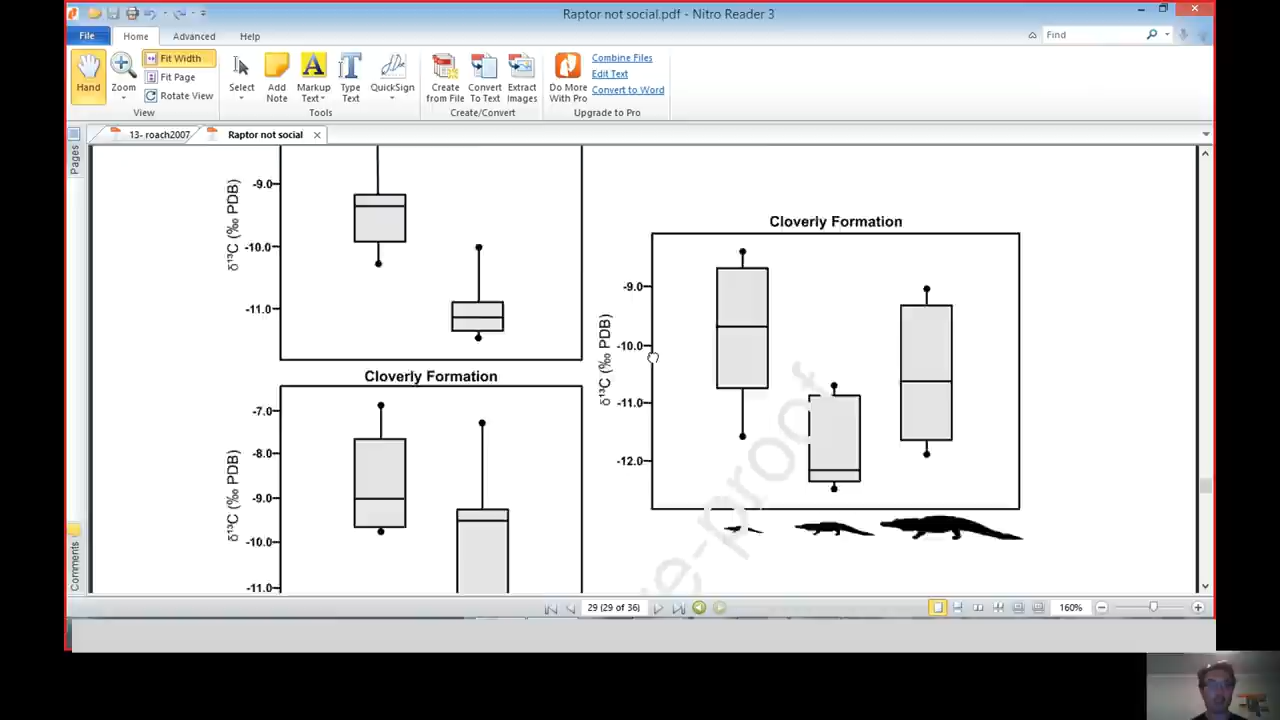 Raptor not social.pdf - Nitro Reader 3
File
Home
Advanced
Help
Find
Hand
Zoom
Fit Width
Fit Page
Rotate View
View
Select
Add Note
Markup Text
Type Text
QuickSign
Tools
Create from File
Convert To Text
Extract Images
Create/Convert
Do More With Pro
Combine Files
Edit Text
Convert to Word
Upgrade to Pro
13- roach2007
Raptor not social
Pages
Comments
δ13C (‰ PDB)
-9.0
-10.0
-11.0
Cloverly Formation
δ13C (‰ PDB)
-7.0
-8.0
-9.0
-10.0
-11.0
Cloverly Formation
δ13C (‰ PDB)
-9.0
-10.0
-11.0
-12.0
re-proof
29 (29 of 36)
160%